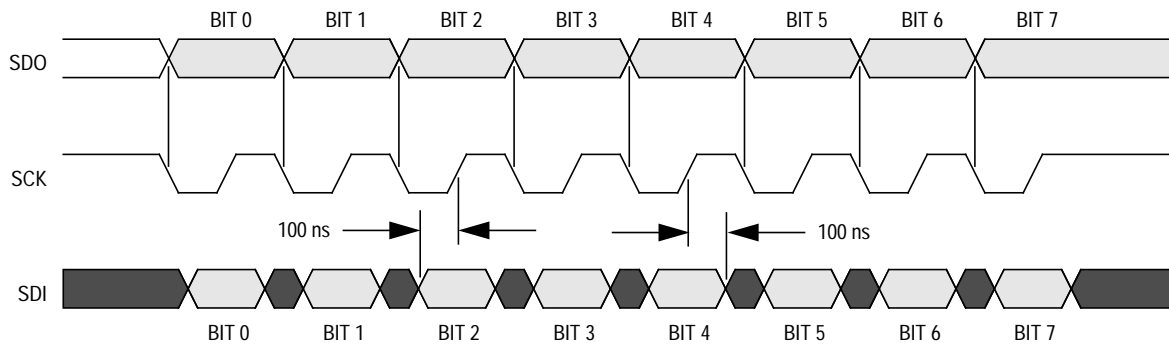 BIT 0 BIT 1 BIT 2 BIT 3 BIT 4 BIT 5 BIT 6 BIT 7
SDO
SCK
100 ns 100 ns
SDI
BIT 0 BIT 1 BIT 2 BIT 3 BIT 4 BIT 5 BIT 6 BIT 7